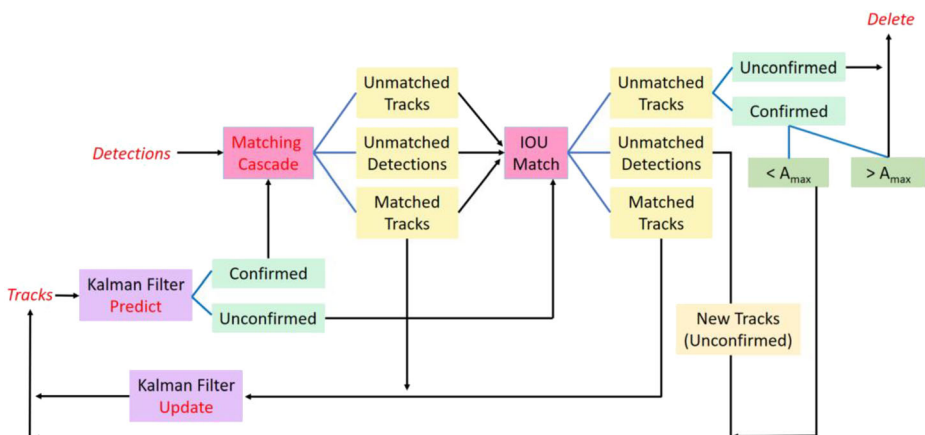 Delete
Unmatched
Tracks
Unmatched
Tracks
Unconfirmed
Confirmed
Detections
Matching
Cascade
Unmatched
Detections
IOU
Match
Unmatched
Detections
< Amax
> Amax
Matched
Tracks
Matched
Tracks
Tracks
Kalman Filter
Predict
Confirmed
Unconfirmed
New Tracks
(Unconfirmed)
Kalman Filter
Update